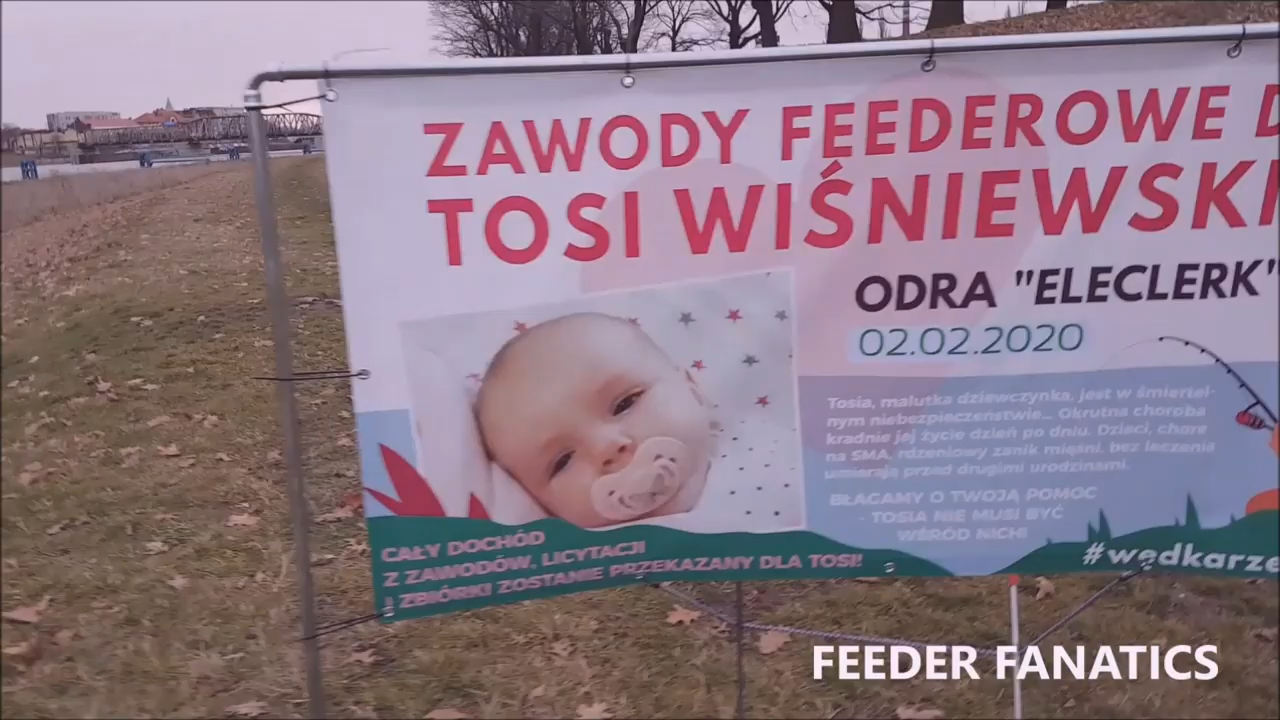 ZAWODY FEEDEROWE D
TOSI WIŚNIEWSKI
ODRA "ELECLERK"
02.02.2020
Tosia, malutka dziewczynka, jest w śmiertel-
nym niebezpieczeństwie... Okrutna choroba
kradnie jej życie dzień po dniu. Dzieci, chore
na SMA, rdzeniowy zanik mięśni, bez leczenia
umierają przed drugimi urodzinami.
BŁAGAMY O TWOJĄ POMOC
- TOSIA NIE MUSI BYĆ
WŚRÓD NICH!
CAŁY DOCHÓD
Z ZAWODÓW, LICYTACJI
I ZBIÓRKI ZOSTANIE PRZEKAZANY DLA TOSI!
#wędkarze
FEEDER FANATICS